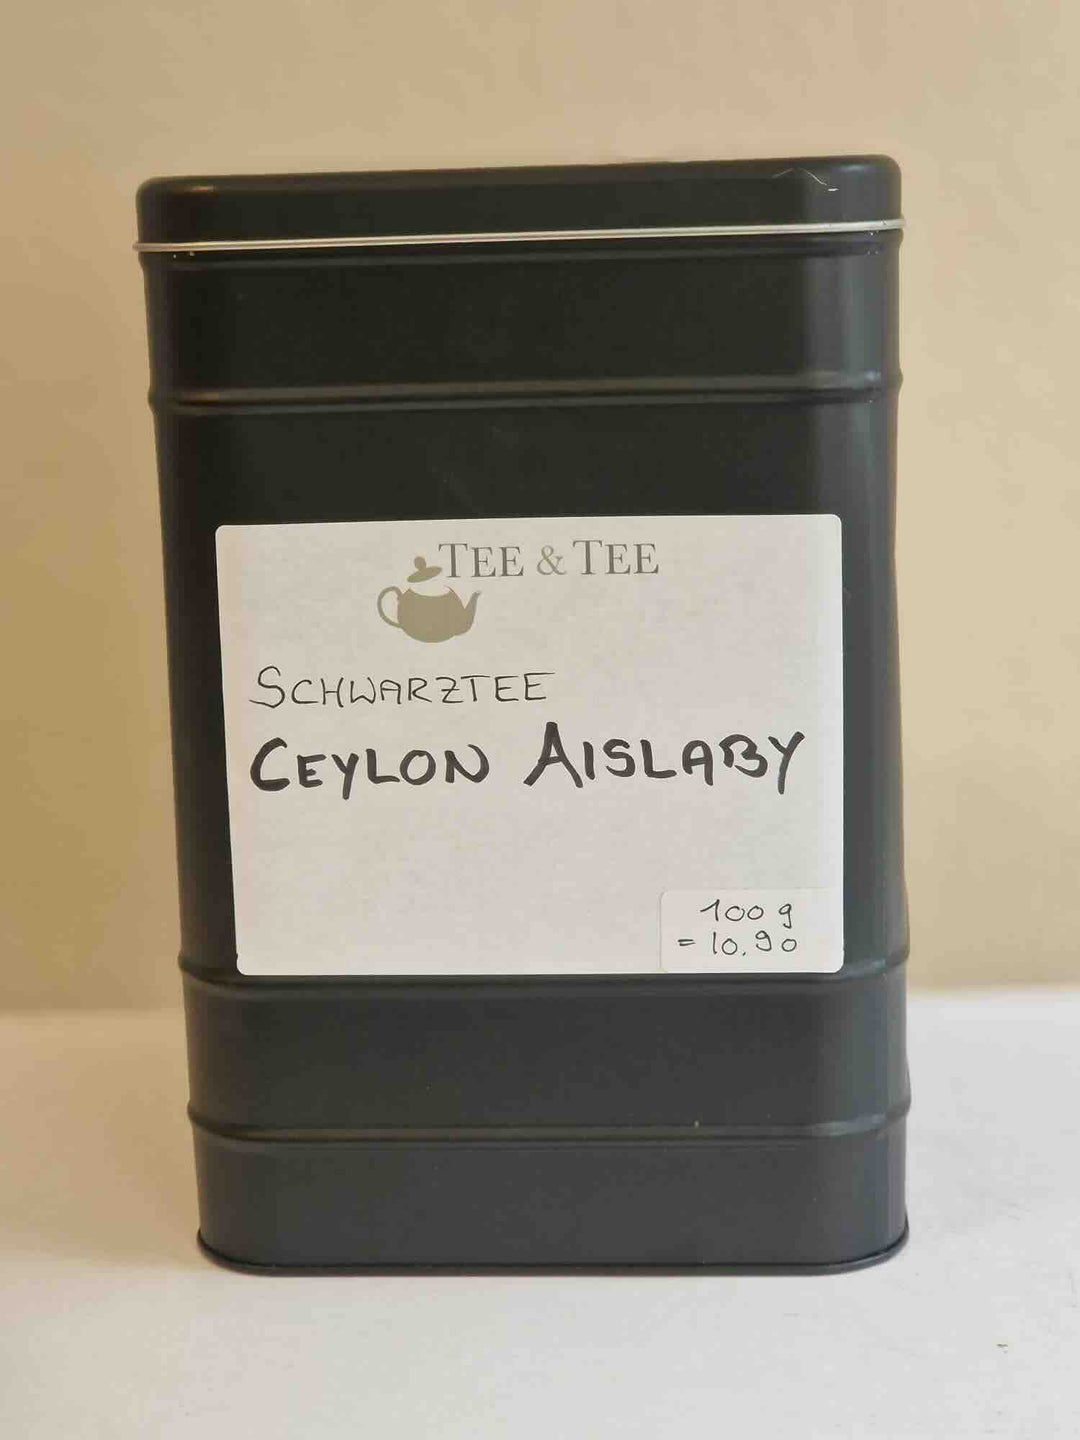 TEE & TEE
SCHWARZTEE
CEYLON AISLABY
100 g
= 10.90